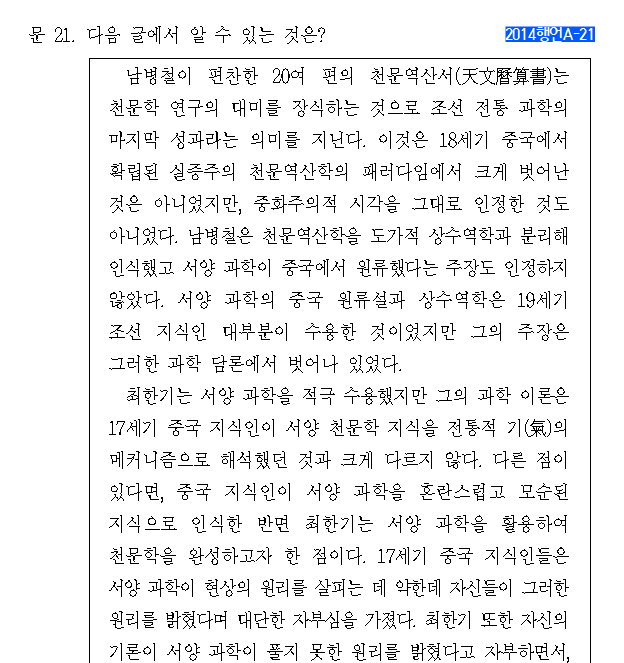 문 21. 다음 글에서 알 수 있는 것은?
2014행언A-21
남병철이 편찬한 20여 편의 천문역산서(天文曆算書)는
천문학 연구의 대미를 장식하는 것으로 조선 전통 과학의
마지막 성과라는 의미를 지닌다. 이것은 18세기 중국에서
확립된 실증주의 천문역산학의 패러다임에서 크게 벗어난
것은 아니었지만, 중화주의적 시각을 그대로 인정한 것도
아니었다. 남병철은 천문역산학을 도가적 상수역학과 분리해
인식했고 서양 과학이 중국에서 원류했다는 주장도 인정하지
않았다. 서양 과학의 중국 원류설과 상수역학은 19세기
조선 지식인 대부분이 수용한 것이었지만 그의 주장은
그러한 과학 담론에서 벗어나 있었다.
최한기는 서양 과학을 적극 수용했지만 그의 과학 이론은
17세기 중국 지식인이 서양 천문학 지식을 전통적 기(氣)의
메커니즘으로 해석했던 것과 크게 다르지 않다. 다른 점이
있다면, 중국 지식인이 서양 과학을 혼란스럽고 모순된
지식으로 인식한 반면 최한기는 서양 과학을 활용하여
천문학을 완성하고자 한 점이다. 17세기 중국 지식인들은
서양 과학이 현상의 원리를 살피는 데 약한데 자신들이 그러한
원리를 밝혔다며 대단한 자부심을 가졌다. 최한기 또한 자신의
기론이 서양 과학이 풀지 못한 원리를 밝혔다고 자부하면서,